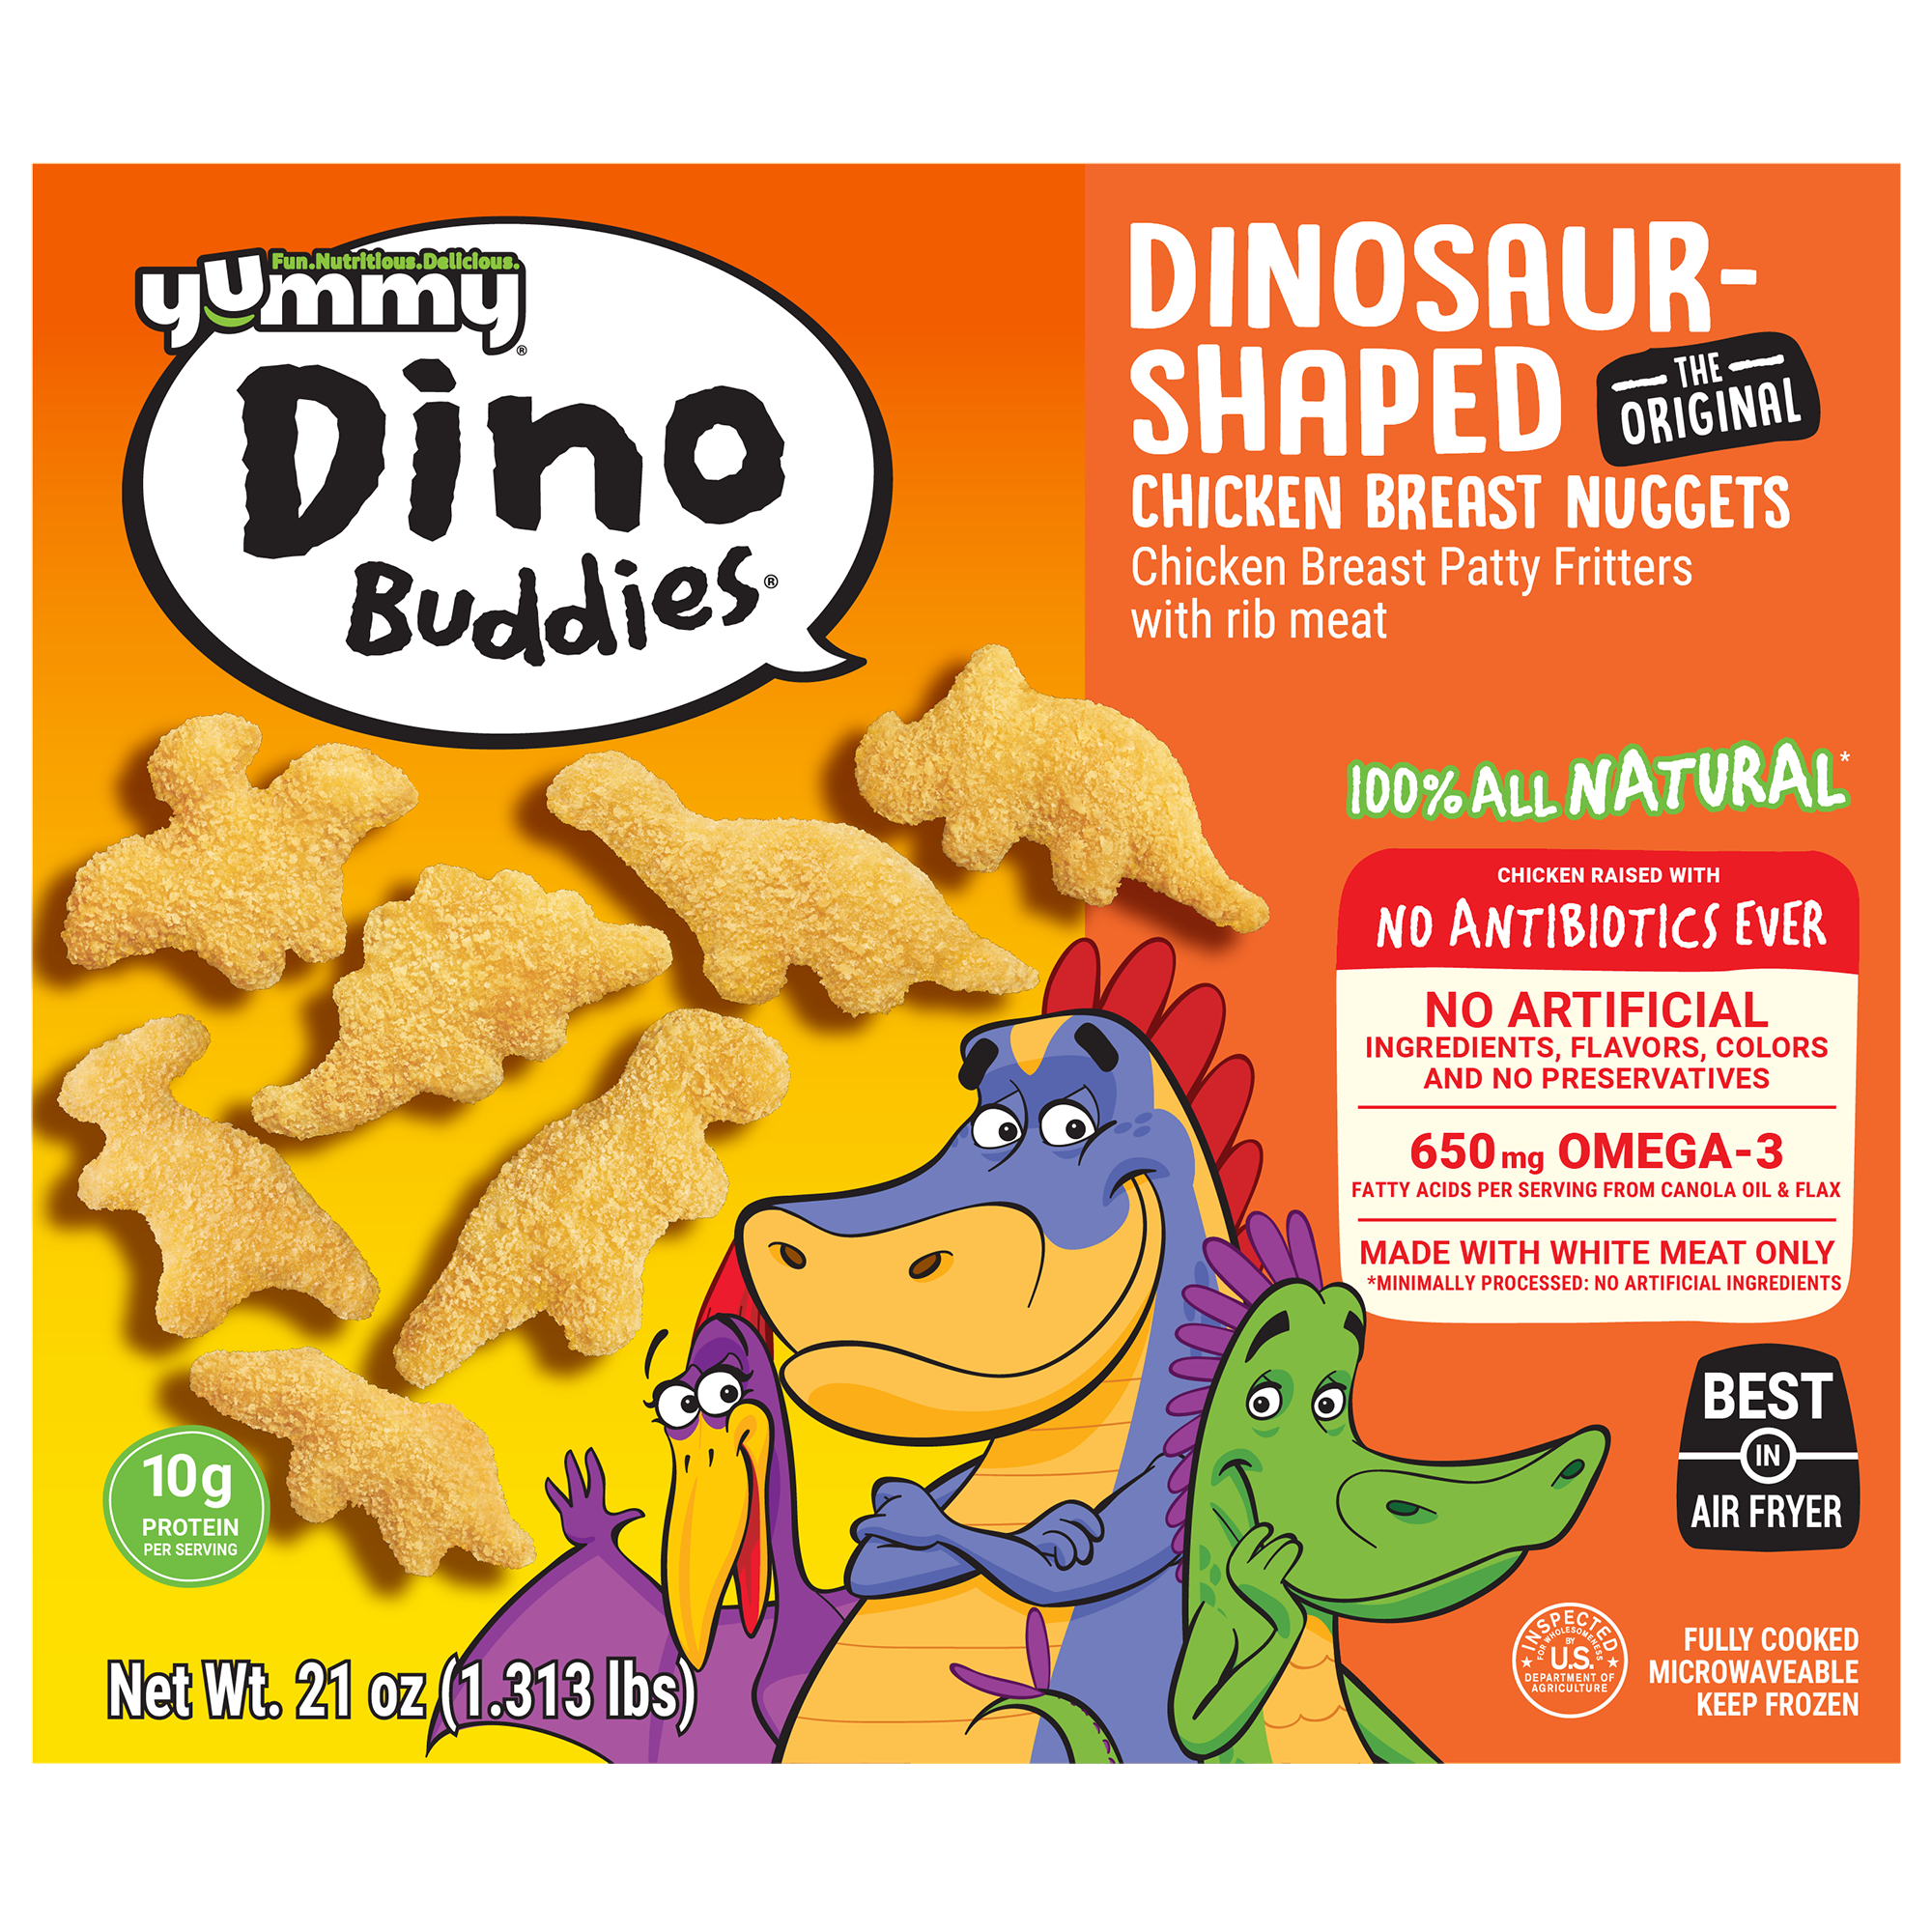 Fun.Nutritious.Delicious.
yummy®
Dino
Buddies®
DINOSAUR-
SHAPED
THE
ORIGINAL
CHICKEN BREAST NUGGETS
Chicken Breast Patty Fritters
with rib meat
100% ALL NATURAL*
CHICKEN RAISED WITH
NO ANTIBIOTICS EVER
NO ARTIFICIAL
INGREDIENTS, FLAVORS, COLORS
AND NO PRESERVATIVES
650mg OMEGA-3
FATTY ACIDS PER SERVING FROM CANOLA OIL & FLAX
MADE WITH WHITE MEAT ONLY
*MINIMALLY PROCESSED: NO ARTIFICIAL INGREDIENTS
BEST
IN
AIR FRYER
10g
PROTEIN
PER SERVING
Net Wt. 21 oz (1.313 lbs)
INSPECTED
FOR WHOLESOMENESS
BY
U.S.
DEPARTMENT OF
AGRICULTURE
FULLY COOKED
MICROWAVEABLE
KEEP FROZEN